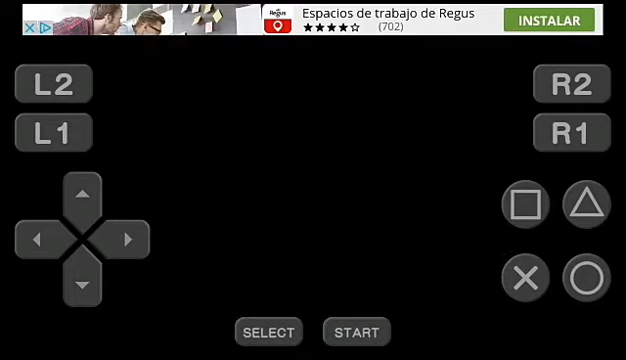 Regus
Espacios de trabajo de Regus
(702)
INSTALAR
L2
R2
L1
R1
SELECT
START